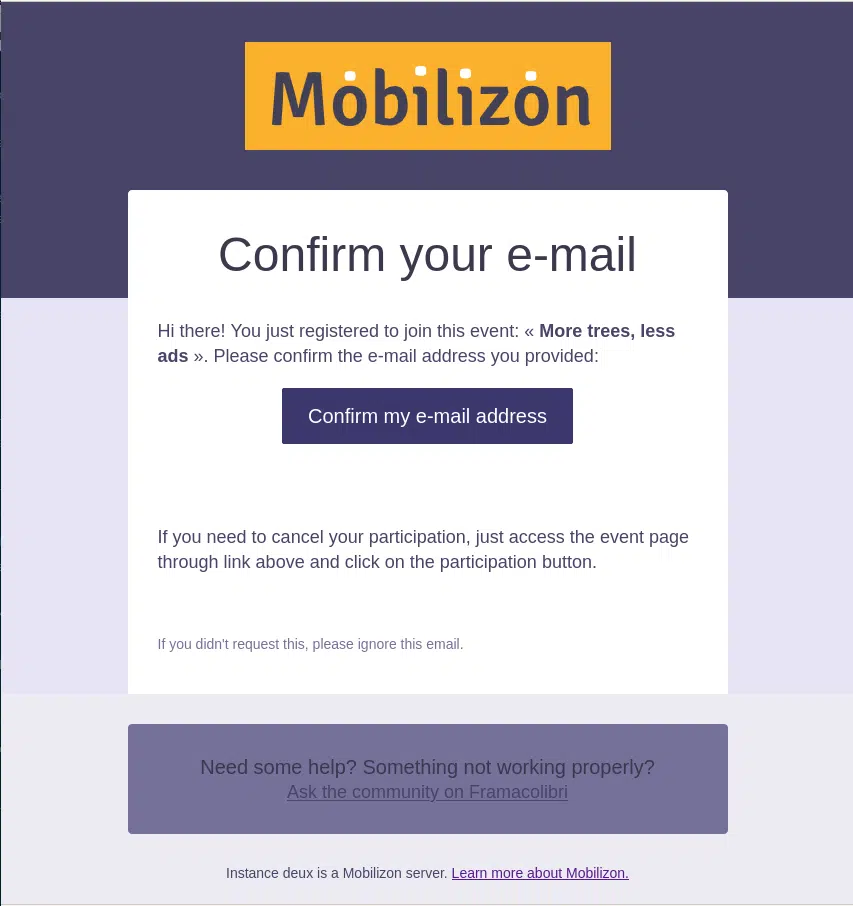 Mobilizon
Confirm your e-mail
Hi there! You just registered to join this event: « More trees, less
ads ». Please confirm the e-mail address you provided:
Confirm my e-mail address
If you need to cancel your participation, just access the event page
through link above and click on the participation button.
If you didn't request this, please ignore this email.
Need some help? Something not working properly?
Ask the community on Framacolibri
Instance deux is a Mobilizon server. Learn more about Mobilizon.